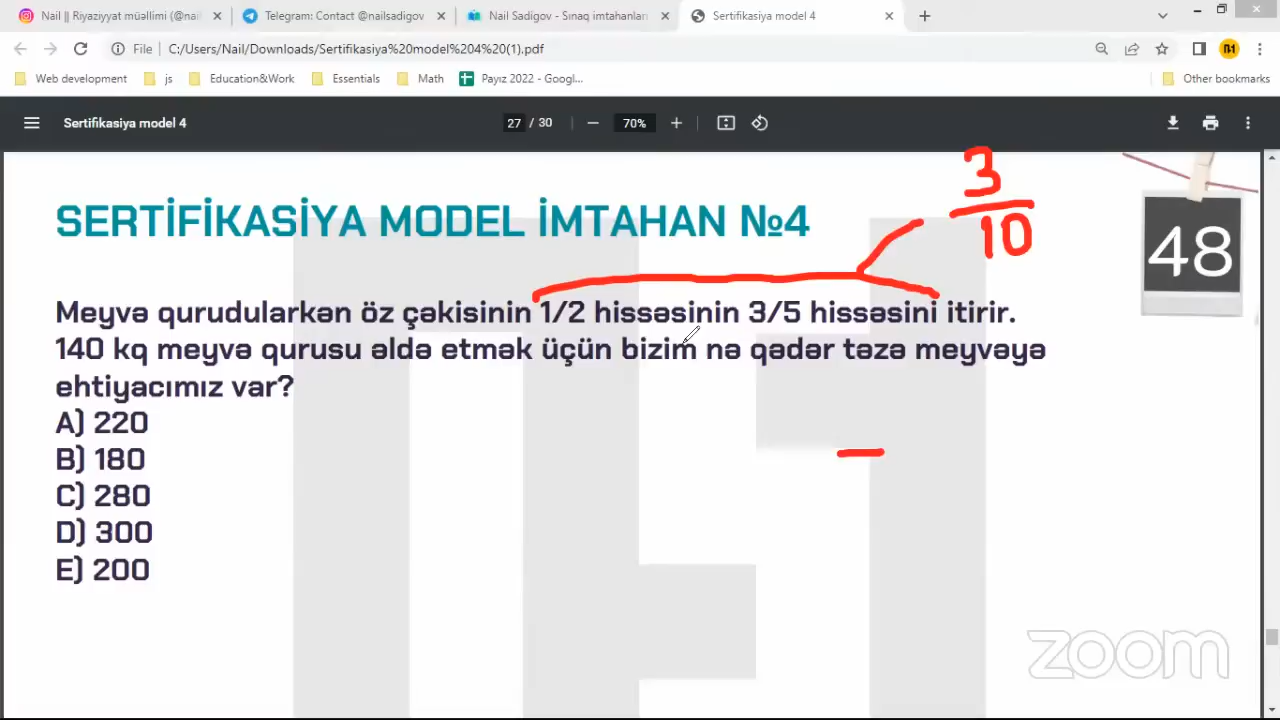 Nail || Riyaziyyat müəllimi (@nail
Telegram: Contact @nailsadigov
Nail Sadigov - Sınaq imtahanları
Sertifikasiya model 4
File
C:/Users/Nail/Downloads/Sertifikasiya%20model%204%20(1).pdf
Web development
js
Education&Work
Essentials
Math
Payız 2022 - Googl...
Other bookmarks
Sertifikasiya model 4
27 / 30
70%
3
10
SERTİFİKASİYA MODEL İMTAHAN №4
48
Meyvə qurudularkən öz çəkisinin 1/2 hissəsinin 3/5 hissəsini itirir.
140 kq meyvə qurusu əldə etmək üçün bizim nə qədər təzə meyvəyə
ehtiyacımız var?
A) 220
B) 180
C) 280
D) 300
E) 200
zoom